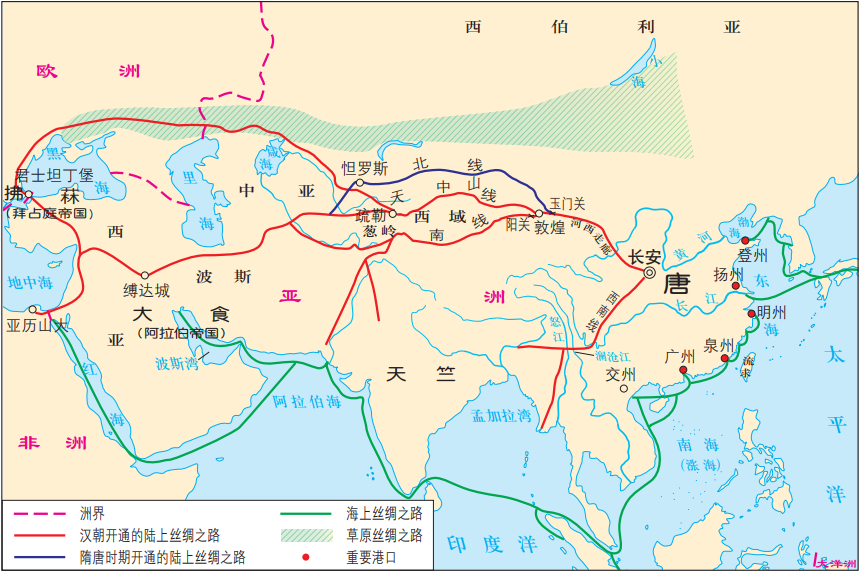 西伯利亚
欧洲
小海
黑海
君士坦丁堡
拂菻
(拜占庭帝国)
里海
咸海
中亚
怛罗斯
北线
天山
中线
疏勒
葱岭
西域
南线
玉门关
阳关
敦煌
河西走廊
长安
唐
黄河
渤海
登州
扬州
东海
长江
明州
西南线
怒江
澜沧江
交州
广州
泉州
流求
太平洋
西亚
地中海
缚达城
波斯
大食
(阿拉伯帝国)
亚历山大
亚洲
波斯湾
红海
阿拉伯海
天竺
孟加拉湾
南海
(涨海)
非洲
印度洋
大洋洲
洲界
汉朝开通的陆上丝绸之路
隋唐时期开通的陆上丝绸之路
海上丝绸之路
草原丝绸之路
重要港口